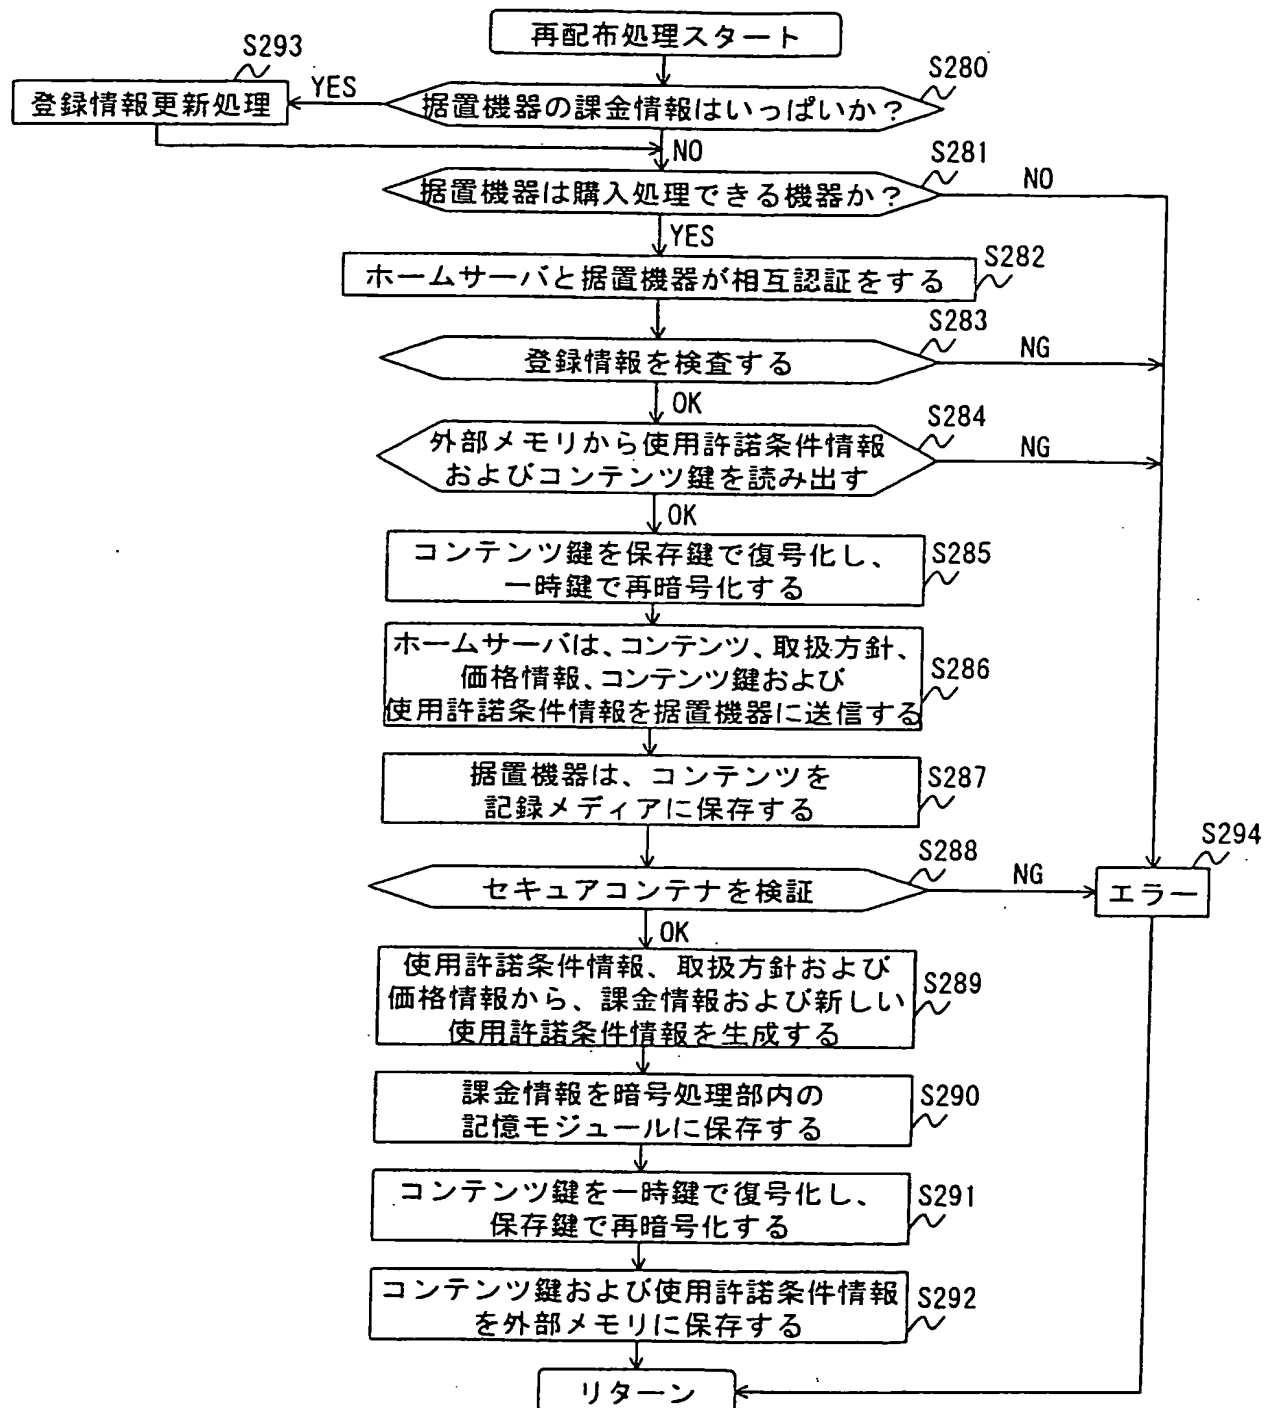 再配布処理スタート
S293
S280
登録情報更新処理
YES
据置機器の課金情報はいっぱいか?
NO
S281
据置機器は購入処理できる機器か?
NO
YES
S282
ホームサーバと据置機器が相互認証をする
S283
登録情報を検査する
NG
OK
S284
外部メモリから使用許諾条件情報
およびコンテンツ鍵を読み出す
NG
OK
コンテンツ鍵を保存鍵で復号化し、
一時鍵で再暗号化する
S285
ホームサーバは、コンテンツ、取扱方針、
価格情報、コンテンツ鍵および
使用許諾条件情報を据置機器に送信する
S286
据置機器は、コンテンツを
記録メディアに保存する
S287
S288
セキュアコンテナを検証
NG
S294
エラー
OK
使用許諾条件情報、取扱方針および
価格情報から、課金情報および新しい
使用許諾条件情報を生成する
S289
課金情報を暗号処理部内の
記憶モジュールに保存する
S290
コンテンツ鍵を一時鍵で復号化し、
保存鍵で再暗号化する
S291
コンテンツ鍵および使用許諾条件情報
を外部メモリに保存する
S292
リターン